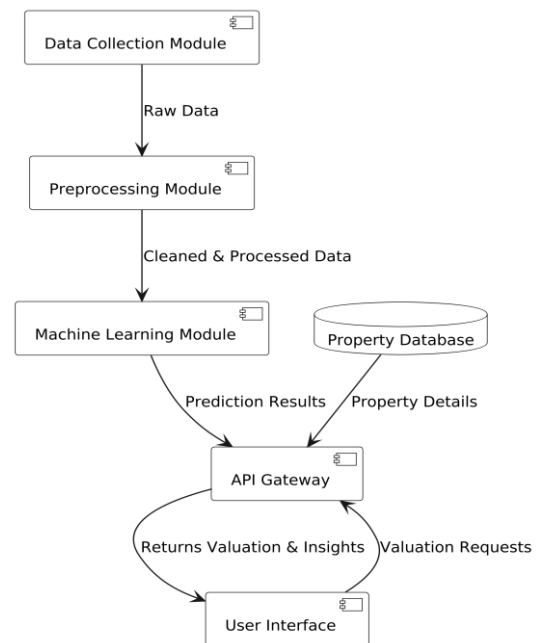 Data Collection Module
Raw Data
Preprocessing Module
Cleaned & Processed Data
Machine Learning Module
Property Database
Prediction Results
Property Details
API Gateway
Returns Valuation & Insights
Valuation Requests
User Interface